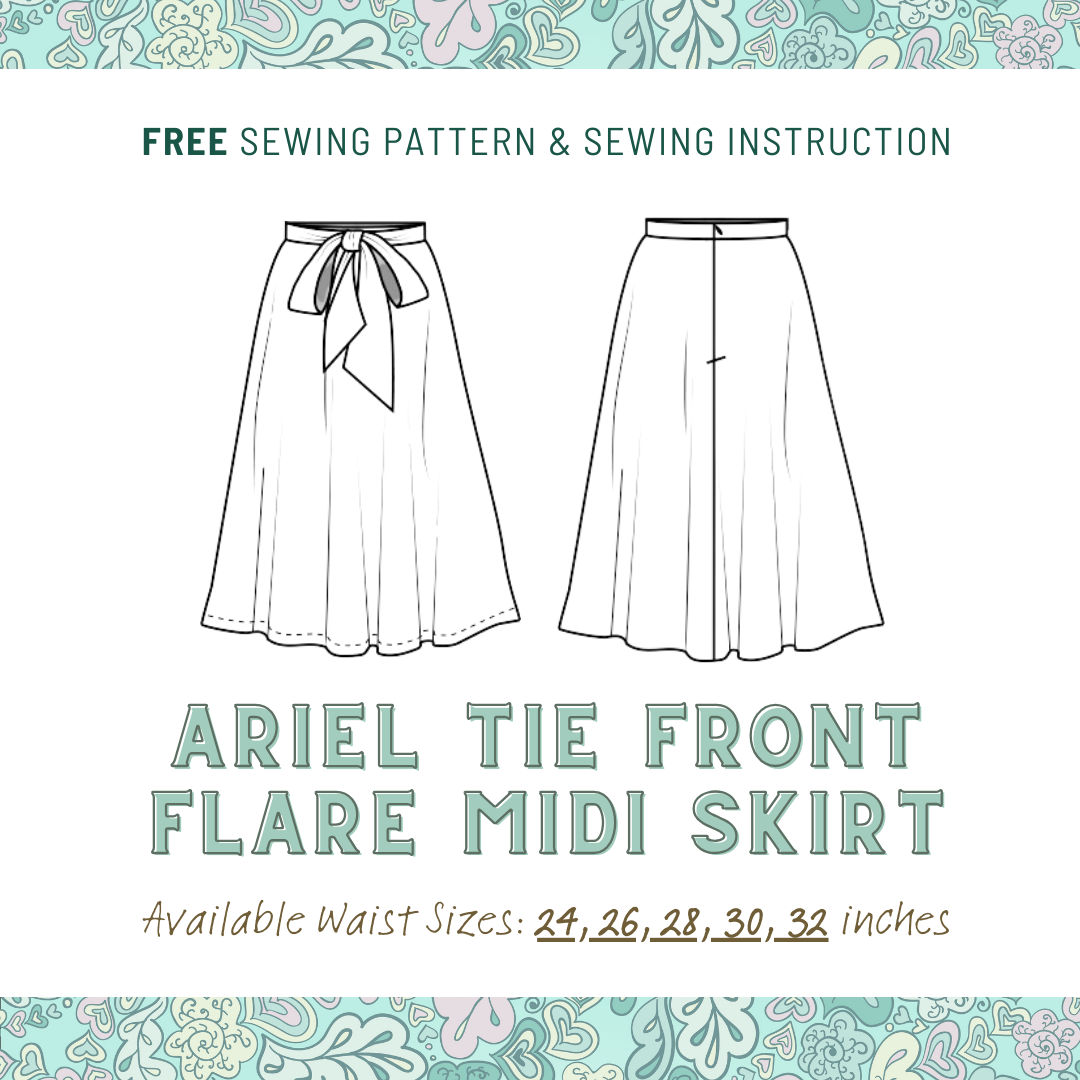 FREE SEWING PATTERN & SEWING INSTRUCTION
ARIEL TIE FRONT
FLARE MIDI SKIRT
Available Waist Sizes: 24, 26, 28, 30, 32 inches